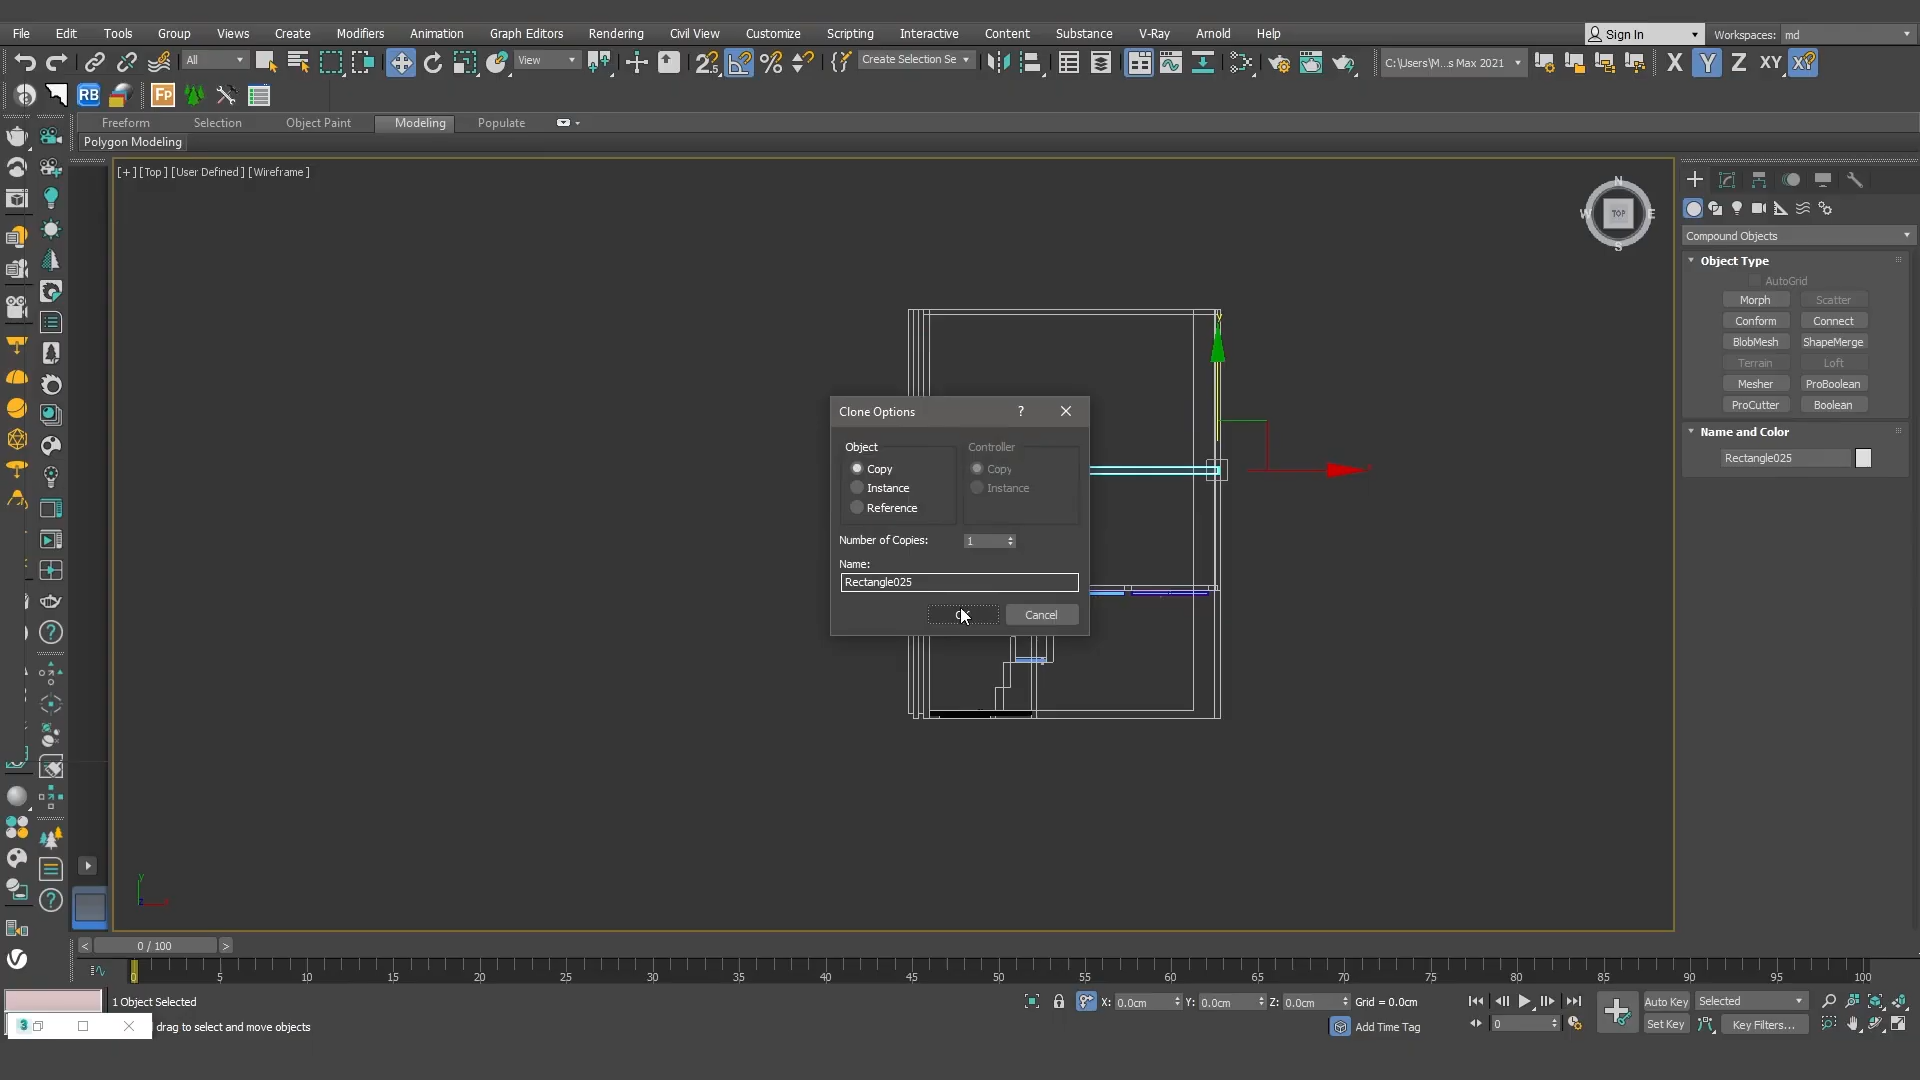 File Edit Tools Group Views Create Modifiers Animation Graph Editors Rendering Civil View Customize Scripting Interactive Content Substance V-Ray Arnold Help Sign In Workspaces: md
All View Create Selection Se C:\Users\M...s Max 2021 X Y Z XY
RB Fp
Freeform Selection Object Paint Modeling Populate
Polygon Modeling
[+] [Top] [User Defined] [Wireframe]
N
W TOP E
S
Compound Objects
Object Type
AutoGrid
Morph Scatter
Conform Connect
BlobMesh ShapeMerge
Terrain Loft
Mesher ProBoolean
ProCutter Boolean
Name and Color
Rectangle025
Clone Options ? 
Object Controller
Copy Copy
Instance Instance
Reference
Number of Copies: 1
Name:
Rectangle025
Cancel
y
y
< 0 / 100 >
0 5 10 15 20 25 30 35 40 45 50 55 60 65 70 75 80 85 90 95 100
1 Object Selected X: 0.0cm Y: 0.0cm Z: 0.0cm Grid = 0.0cm Auto Key Selected
drag to select and move objects Add Time Tag 0 Set Key Key Filters...